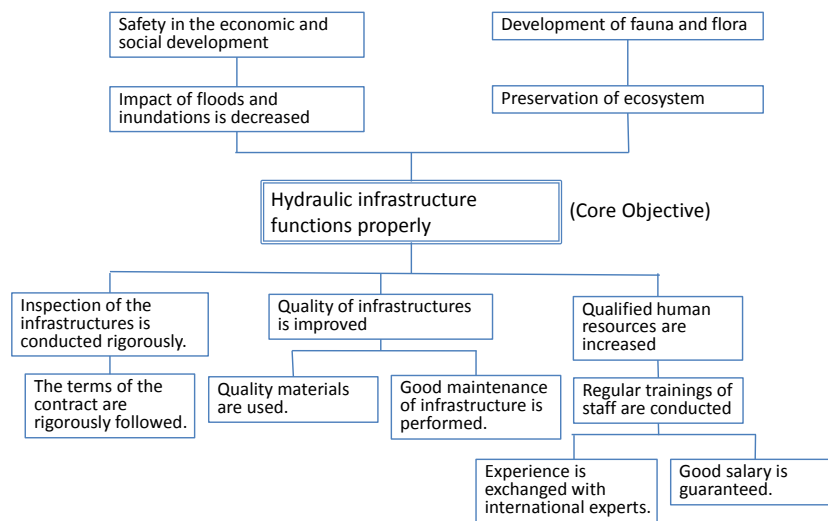 Safety in the economic and
social development
Development of fauna and flora
Impact of floods and
inundations is decreased
Preservation of ecosystem
Hydraulic infrastructure
functions properly
(Core Objective)
Inspection of the
infrastructures is
conducted rigorously.
Quality of infrastructures
is improved
Qualified human
resources are
increased
The terms of the
contract are
rigorously followed.
Quality materials
are used.
Good maintenance
of infrastructure is
performed.
Regular trainings of
staff are conducted
Experience is
exchanged with
international experts.
Good salary is
guaranteed.